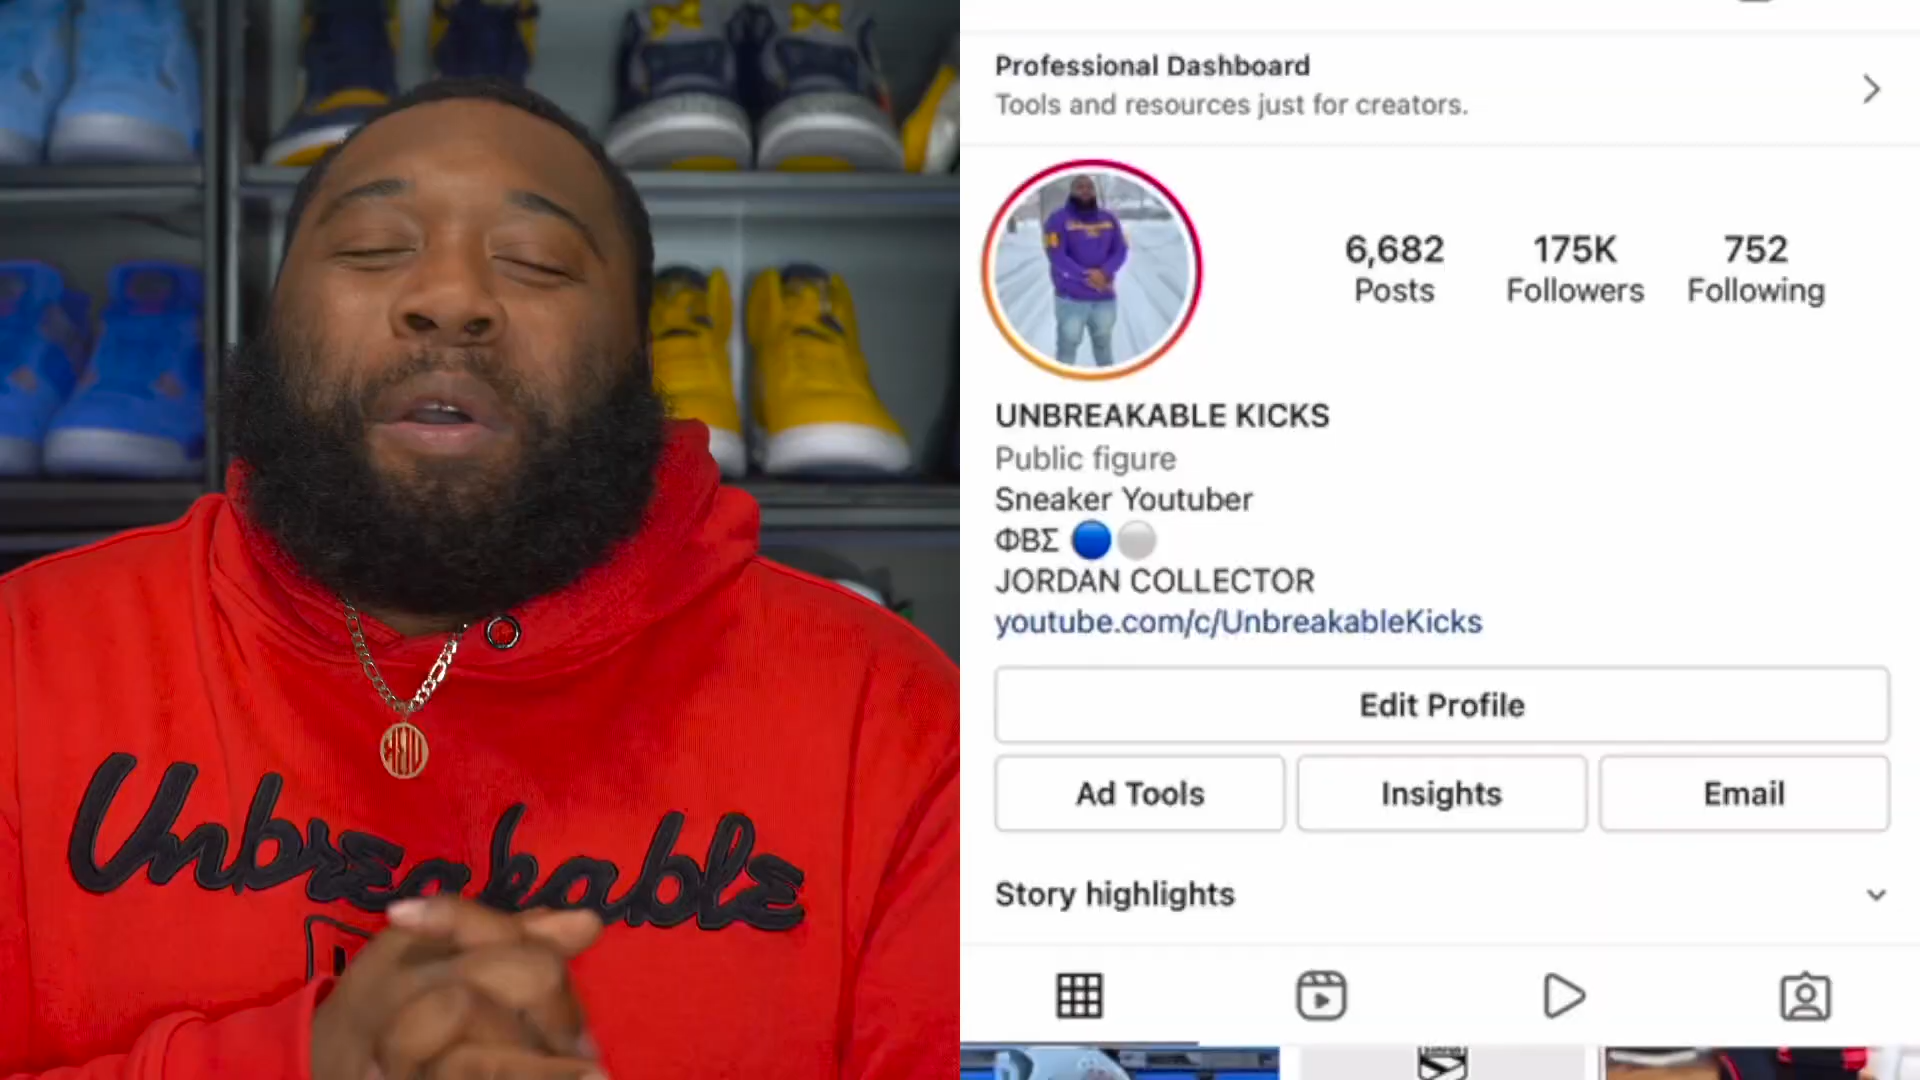 Unbreakable
Professional Dashboard
Tools and resources just for creators.
6,682
Posts
175K
Followers
752
Following
UNBREAKABLE KICKS
Public figure
Sneaker Youtuber
ΦΒΣ 🔵⚪
JORDAN COLLECTOR
youtube.com/c/UnbreakableKicks
Edit Profile
Ad Tools
Insights
Email
Story highlights